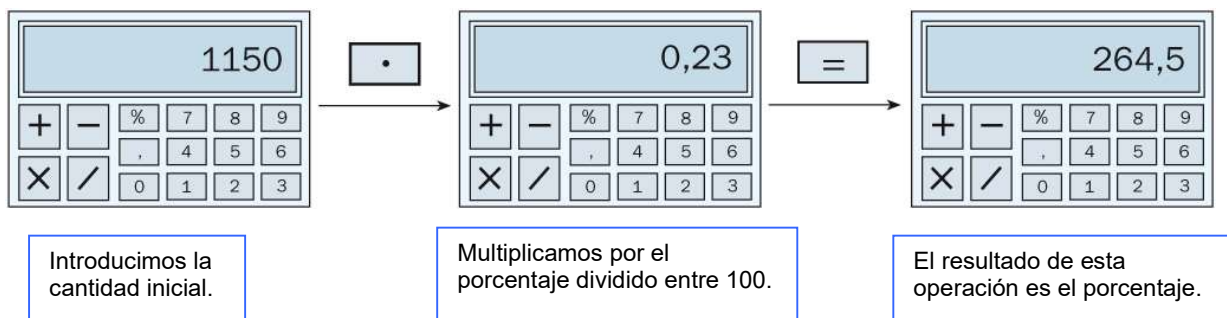 1150
·
0,23
=
264,5
+ − % 7 8 9
, 4 5 6
× / 0 1 2 3
+ − % 7 8 9
, 4 5 6
× / 0 1 2 3
+ − % 7 8 9
, 4 5 6
× / 0 1 2 3
Introducimos la
cantidad inicial.
Multiplicamos por el
porcentaje dividido entre 100.
El resultado de esta
operación es el porcentaje.